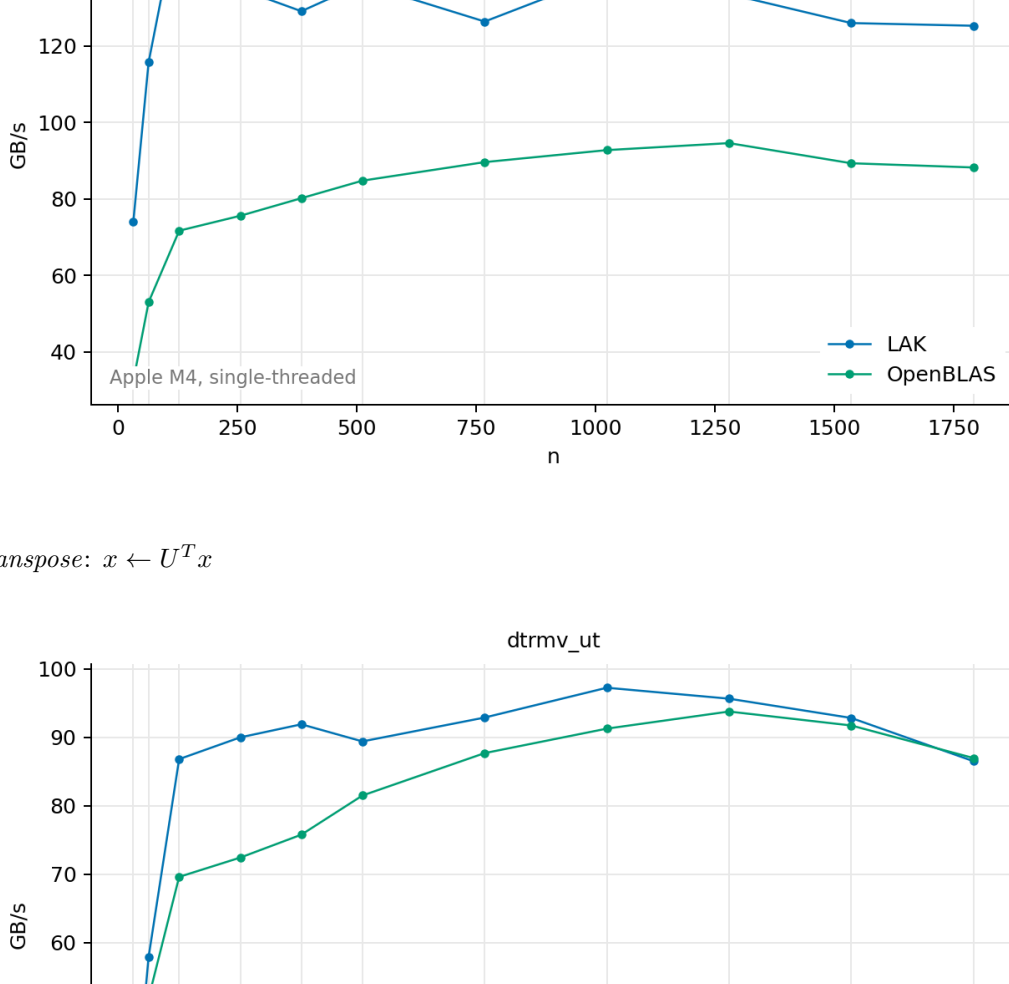 120
100
80
60
40
GB/s
Apple M4, single-threaded
LAK
OpenBLAS
0 250 500 750 1000 1250 1500 1750
n
anspose: x ← U^T x
dtrmv_ut
100
90
80
70
60
GB/s